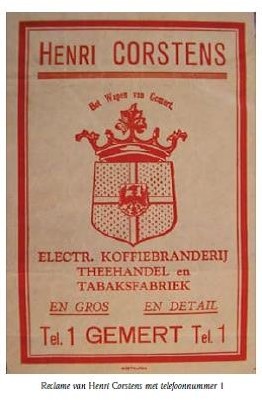 HENRI CORSTENS
Het Wapen van Gemert.
ELECTR. KOFFIEBRANDERIJ
THEEHANDEL en
TABAKSFABRIEK
EN GROS EN DETAIL
Tel. 1 GEMERT Tel. 1
Reclame van Henri Corstens met telefoonnummer 1